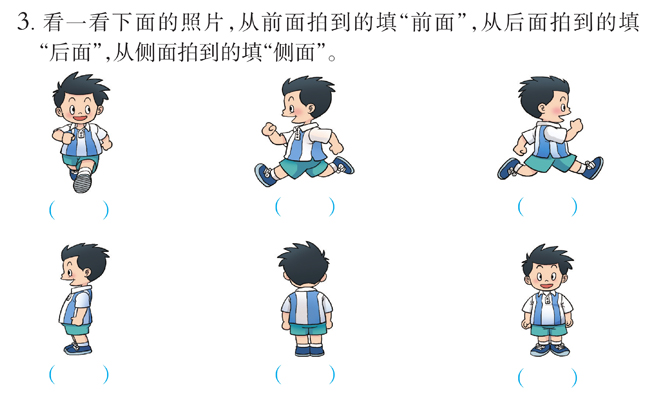 3. 看一看下面的照片,从前面拍到的填“前面”,从后面拍到的填
“后面”,从侧面拍到的填“侧面”。
( ) ( ) ( )
( ) ( ) ( )